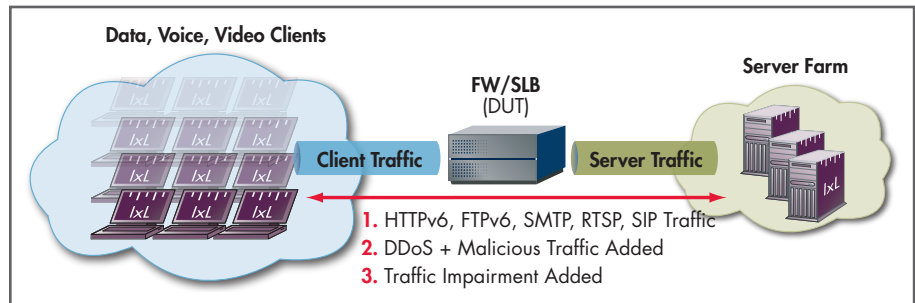 Data, Voice, Video Clients
Server Farm
FW/SLB
(DUT)
IxL IxL IxL
IxL IxL IxL
IxL IxL IxL
IxL IxL IxL
Client Traffic
Server Traffic
IxL
1. HTTPv6, FTPv6, SMTP, RTSP, SIP Traffic
2. DDoS + Malicious Traffic Added
3. Traffic Impairment Added